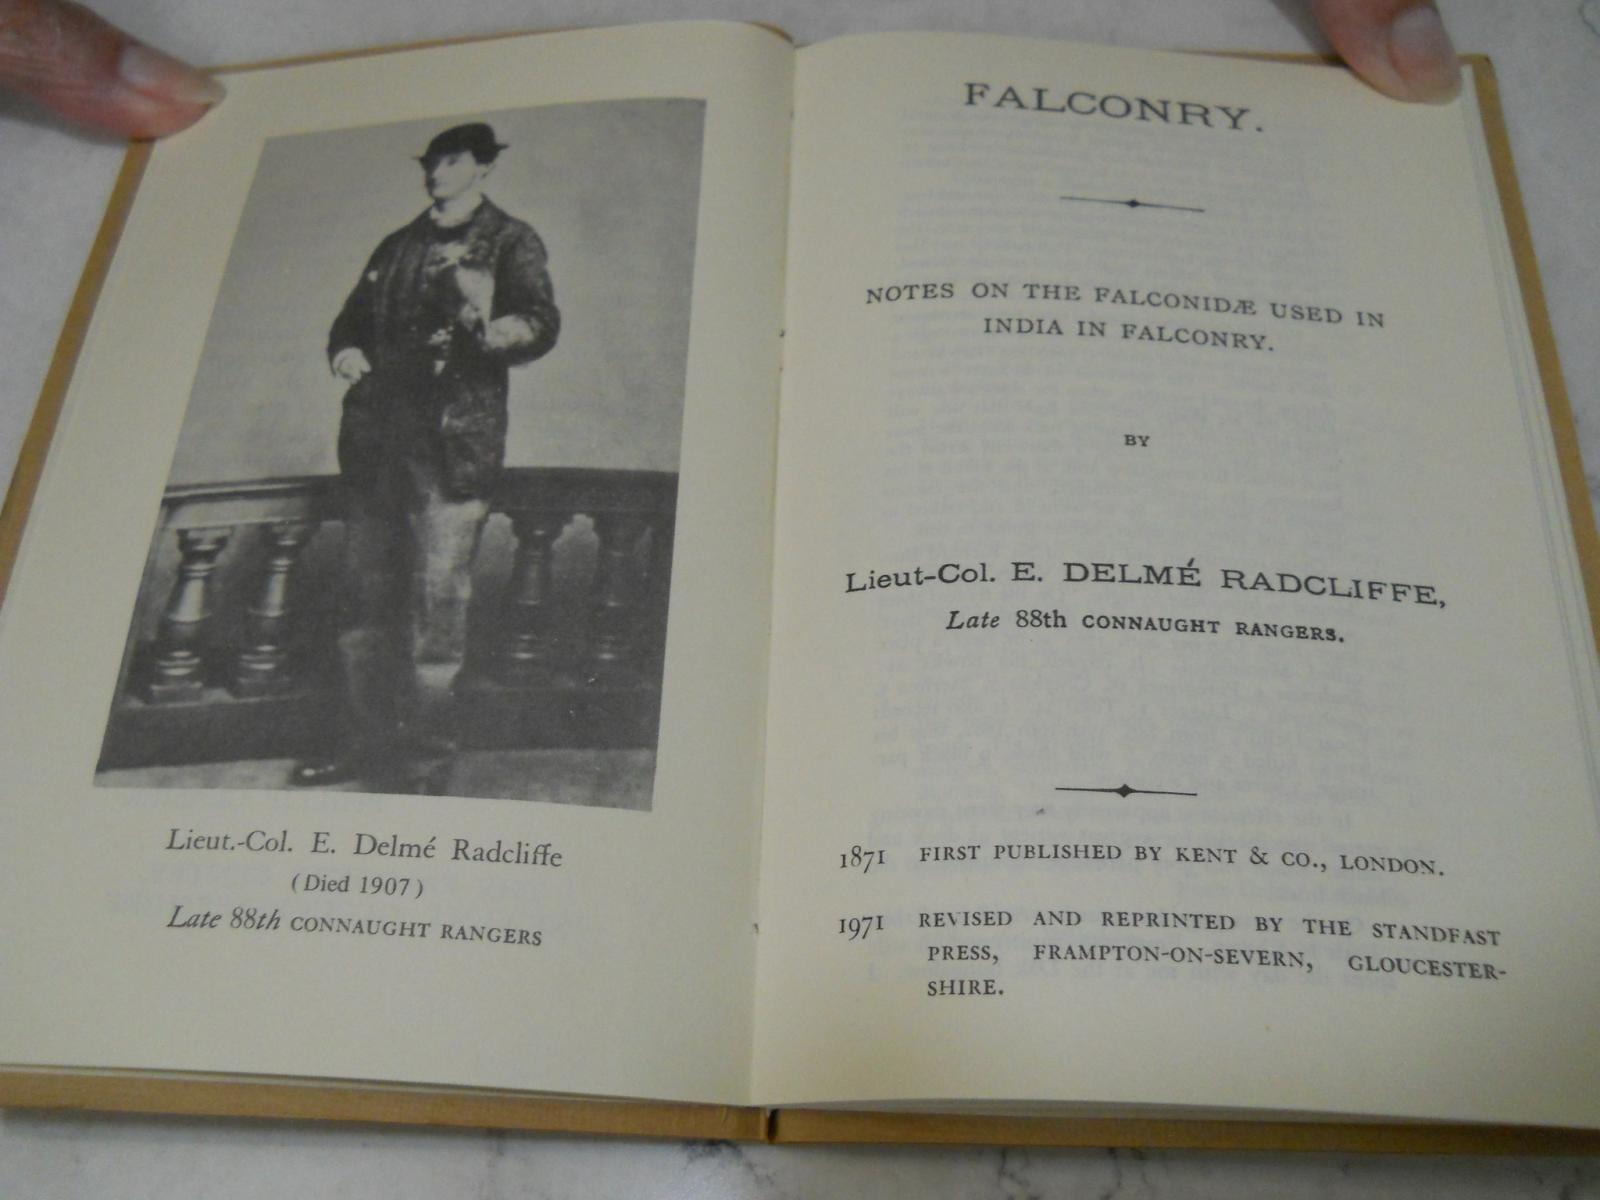 Lieut.-Col. E. Delmé Radcliffe
(Died 1907)
Late 88th CONNAUGHT RANGERS
FALCONRY.
NOTES ON THE FALCONIDÆ USED IN
INDIA IN FALCONRY.
BY
Lieut-Col. E. DELMÉ RADCLIFFE,
Late 88th CONNAUGHT RANGERS.
1871 FIRST PUBLISHED BY KENT & CO., LONDON.
1971 REVISED AND REPRINTED BY THE STANDFAST
PRESS, FRAMPTON-ON-SEVERN, GLOUCESTER-
SHIRE.